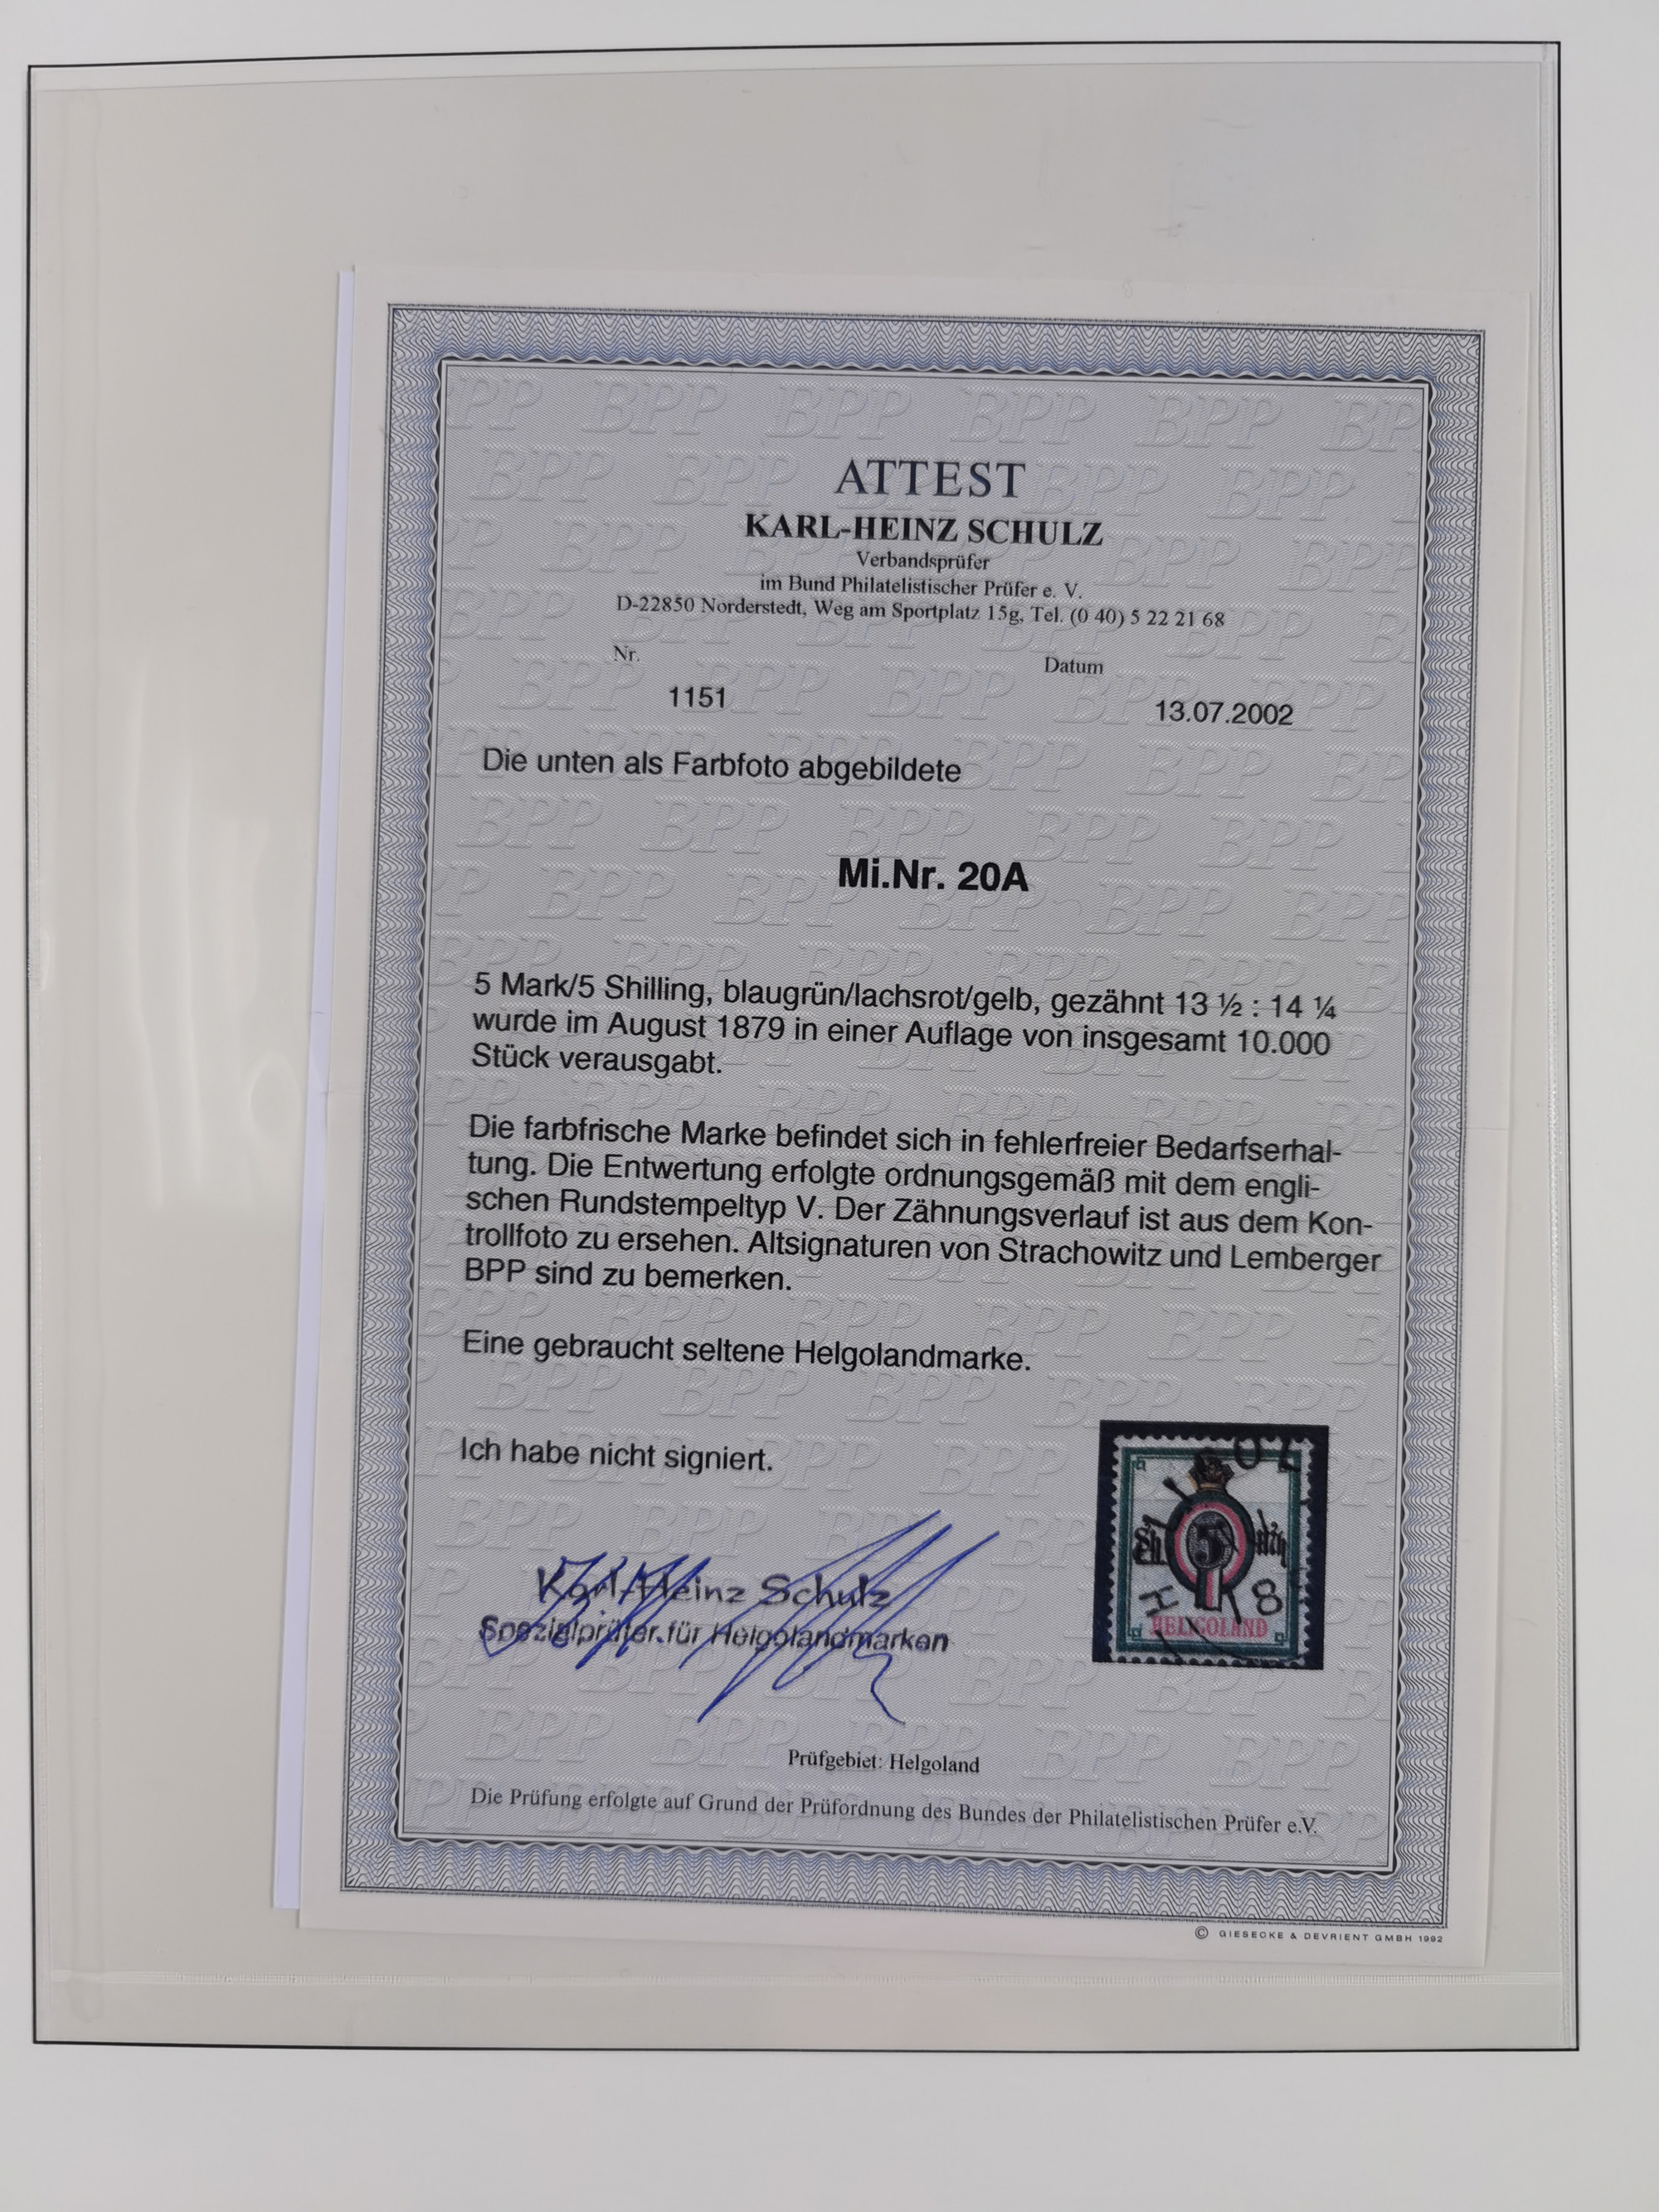 ATTEST
KARL-HEINZ SCHULZ
Verbandsprüfer
im Bund Philatelistischer Prüfer e. V.
D-22850 Norderstedt, Weg am Sportplatz 15g, Tel. (0 40) 5 22 21 68
Nr. Datum
1151 13.07.2002
Die unten als Farbfoto abgebildete
Mi.Nr. 20A
5 Mark/5 Shilling, blaugrün/lachsrot/gelb, gezähnt 13 ½ : 14 ¼
wurde im August 1879 in einer Auflage von insgesamt 10.000
Stück verausgabt.
Die farbfrische Marke befindet sich in fehlerfreier Bedarfserhal-
tung. Die Entwertung erfolgte ordnungsgemäß mit dem engli-
schen Rundstempeltyp V. Der Zähnungsverlauf ist aus dem Kon-
trollfoto zu ersehen. Altsignaturen von Strachowitz und Lemberger
BPP sind zu bemerken.
Eine gebraucht seltene Helgolandmarke.
Ich habe nicht signiert.
5
HELIGOLAND
Karl-Heinz Schulz
Spezialprüfer für Helgolandmarken
Prüfgebiet: Helgoland
Die Prüfung erfolgte auf Grund der Prüfordnung des Bundes der Philatelistischen Prüfer e.V.
© GIESECKE & DEVRIENT GMBH 1992